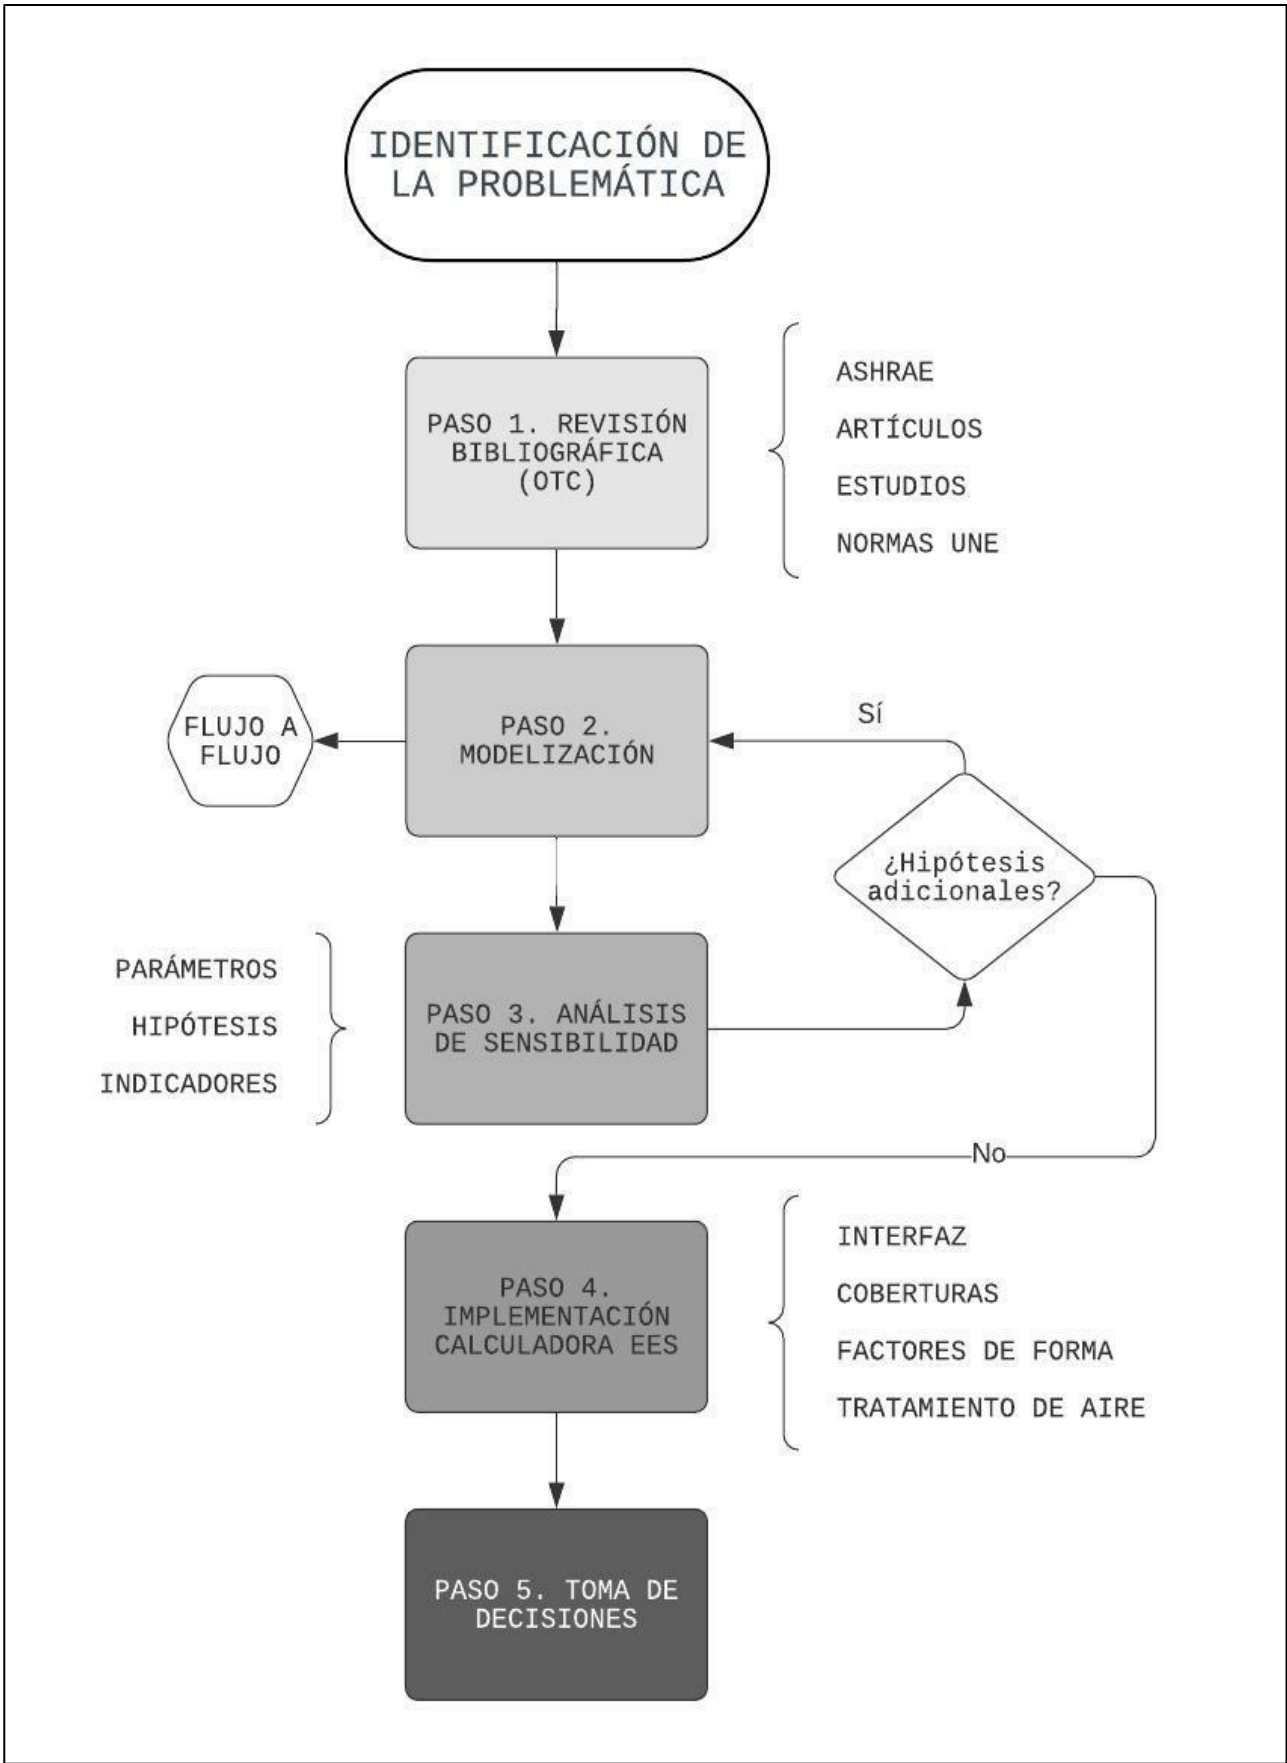 IDENTIFICACIÓN DE
LA PROBLEMÁTICA
PASO 1. REVISIÓN
BIBLIOGRÁFICA
(OTC)
ASHRAE
ARTÍCULOS
ESTUDIOS
NORMAS UNE
FLUJO A
FLUJO
PASO 2.
MODELIZACIÓN
Sí
¿Hipótesis
adicionales?
PARÁMETROS
HIPÓTESIS
INDICADORES
PASO 3. ANÁLISIS
DE SENSIBILIDAD
No
PASO 4.
IMPLEMENTACIÓN
CALCULADORA EES
INTERFAZ
COBERTURAS
FACTORES DE FORMA
TRATAMIENTO DE AIRE
PASO 5. TOMA DE
DECISIONES